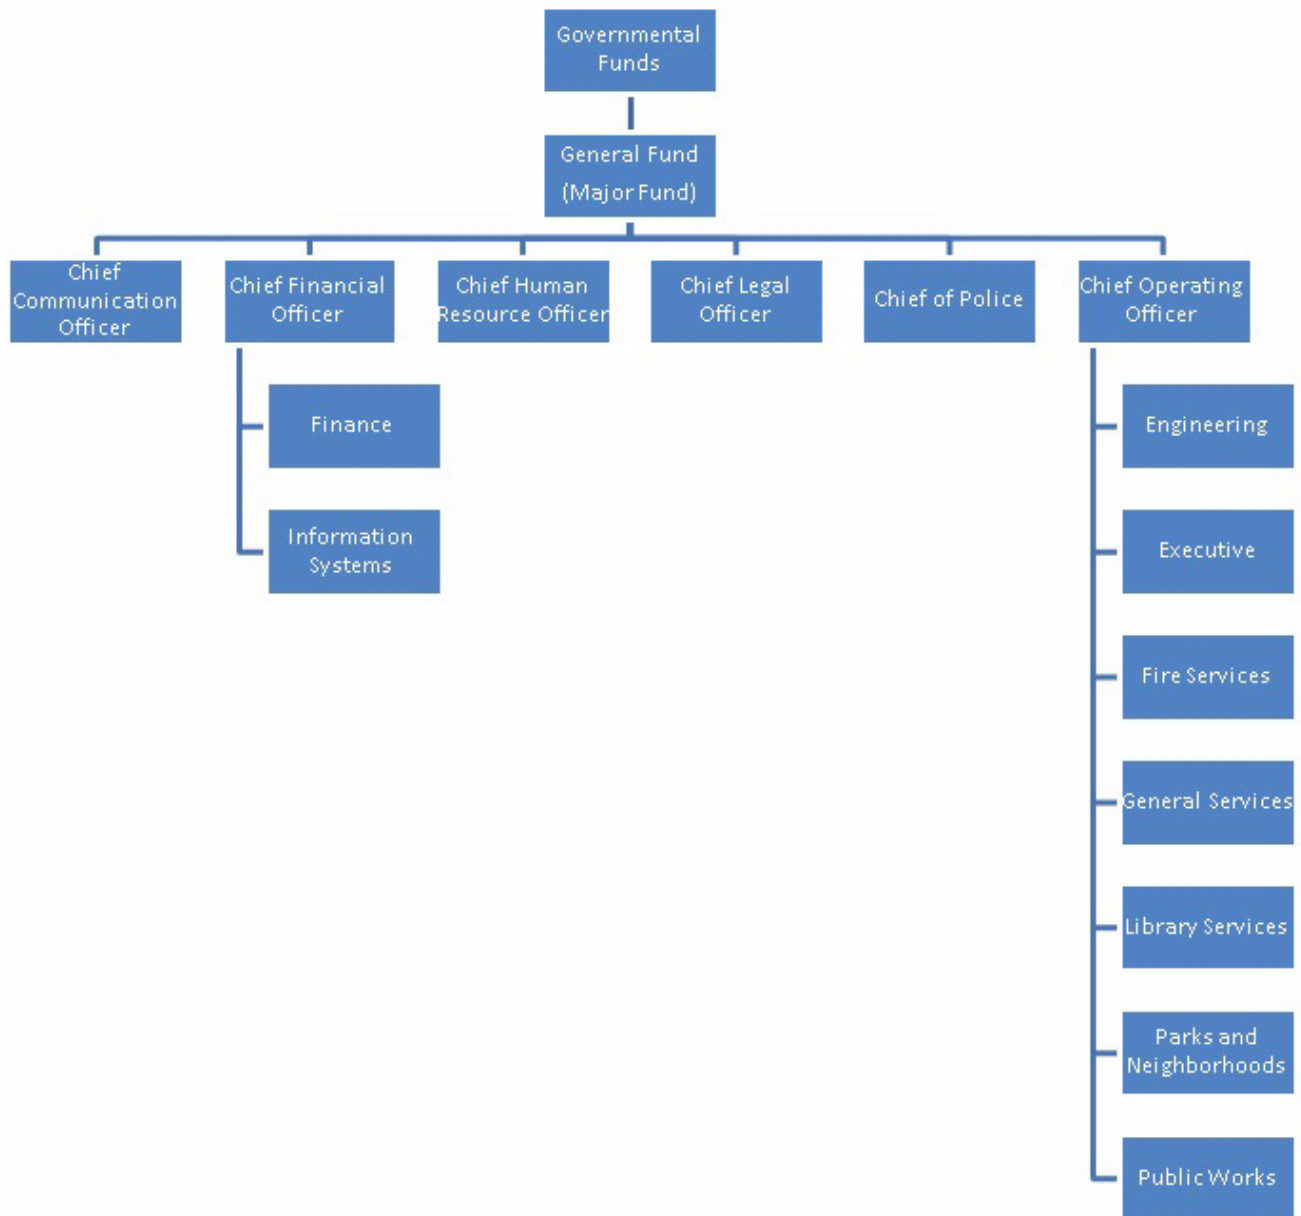 Governmental
Funds
General Fund
(Major Fund)
Chief
Communication
Officer
Chief Financial
Officer
Chief Human
Resource Officer
Chief Legal
Officer
Chief of Police
Chief Operating
Officer
Finance
Information
Systems
Engineering
Executive
Fire Services
General Services
Library Services
Parks and
Neighborhoods
Public Works